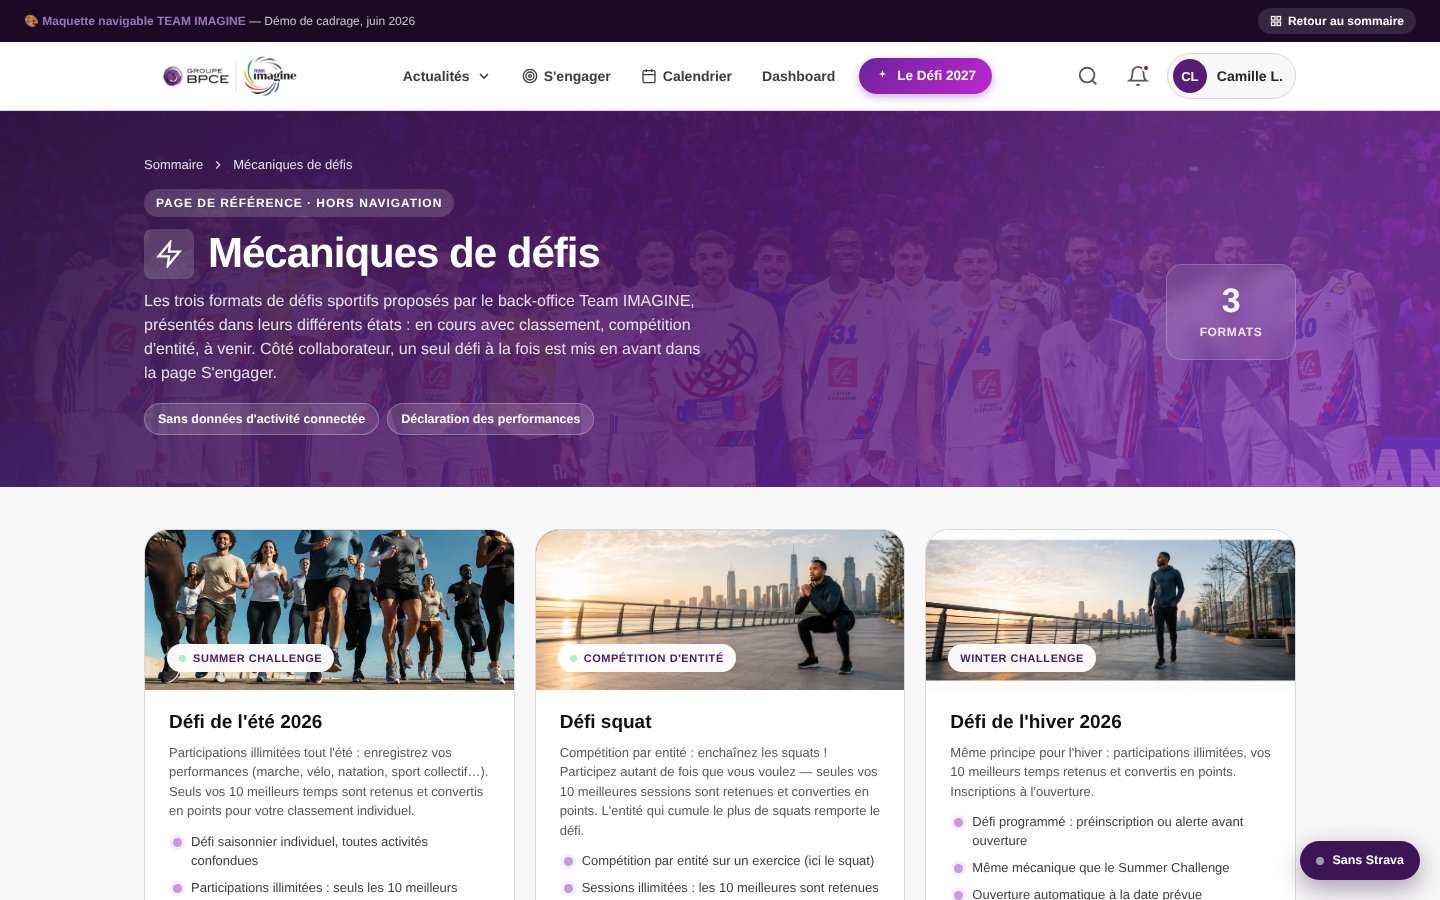 🎨 Maquette navigable TEAM IMAGINE — Démo de cadrage, juin 2026
Retour au sommaire
GROUPE
BPCE
team
imagine
Actualités
S'engager
Calendrier
Dashboard
Le Défi 2027
CL
Camille L.
Sommaire
Mécaniques de défis
PAGE DE RÉFÉRENCE · HORS NAVIGATION
Mécaniques de défis
Les trois formats de défis sportifs proposés par le back-office Team IMAGINE,
présentés dans leurs différents états : en cours avec classement, compétition
d'entité, à venir. Côté collaborateur, un seul défi à la fois est mis en avant dans
la page S'engager.
Sans données d'activité connectée
Déclaration des performances
3
FORMATS
SUMMER CHALLENGE
Défi de l'été 2026
Participations illimitées tout l'été : enregistrez vos
performances (marche, vélo, natation, sport collectif…).
Seuls vos 10 meilleurs temps sont retenus et convertis
en points pour votre classement individuel.
Défi saisonnier individuel, toutes activités
confondues
Participations illimitées : seuls les 10 meilleurs
COMPÉTITION D'ENTITÉ
Défi squat
Compétition par entité : enchaînez les squats !
Participez autant de fois que vous voulez — seules vos
10 meilleures sessions sont retenues et converties en
points. L'entité qui cumule le plus de squats remporte le
défi.
Compétition par entité sur un exercice (ici le squat)
Sessions illimitées : les 10 meilleures sont retenues
WINTER CHALLENGE
Défi de l'hiver 2026
Même principe pour l'hiver : participations illimitées, vos
10 meilleurs temps retenus et convertis en points.
Inscriptions à l'ouverture.
Défi programmé : préinscription ou alerte avant
ouverture
Même mécanique que le Summer Challenge
Ouverture automatique à la date prévue
Sans Strava